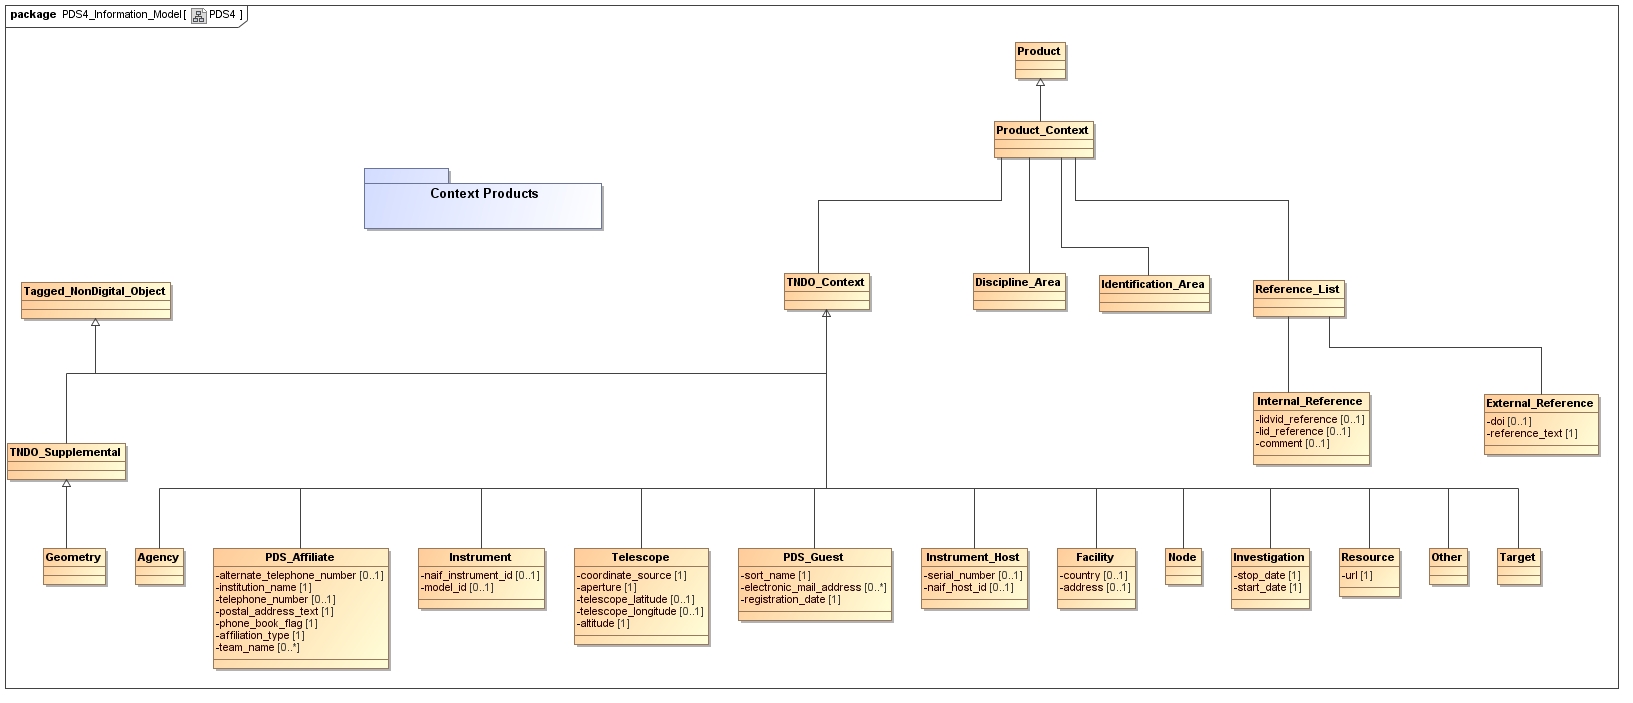 package PDS4_Information_Model[ PDS4 ]
Product
Product_Context
Context Products
TNDO_Context
Discipline_Area
Identification_Area
Reference_List
Tagged_NonDigital_Object
Internal_Reference
-lidvid_reference [0..1]
-lid_reference [0..1]
-comment [0..1]
External_Reference
-doi [0..1]
-reference_text [1]
TNDO_Supplemental
Geometry
Agency
PDS_Affiliate
-alternate_telephone_number [0..1]
-institution_name [1]
-telephone_number [0..1]
-postal_address_text [1]
-phone_book_flag [1]
-affiliation_type [1]
-team_name [0..*]
Instrument
-naif_instrument_id [0..1]
-model_id [0..1]
Telescope
-coordinate_source [1]
-aperture [1]
-telescope_latitude [0..1]
-telescope_longitude [0..1]
-altitude [1]
PDS_Guest
-sort_name [1]
-electronic_mail_address [0..*]
-registration_date [1]
Instrument_Host
-serial_number [0..1]
-naif_host_id [0..1]
Facility
-country [0..1]
-address [0..1]
Node
Investigation
-stop_date [1]
-start_date [1]
Resource
-url [1]
Other
Target